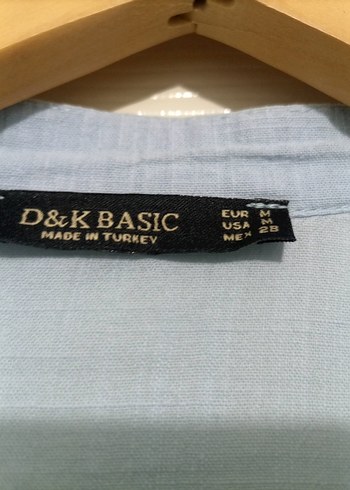 D&K BASIC
MADE IN TURKEY
EUR M
USA M
MEX 28